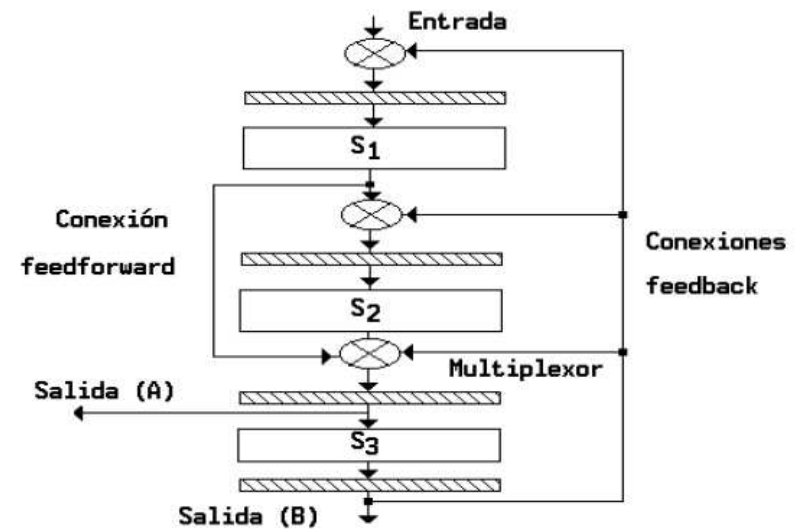 Entrada
S1
Conexión
feedforward
Conexiones
feedback
S2
Multiplexor
Salida (A)
S3
Salida (B)